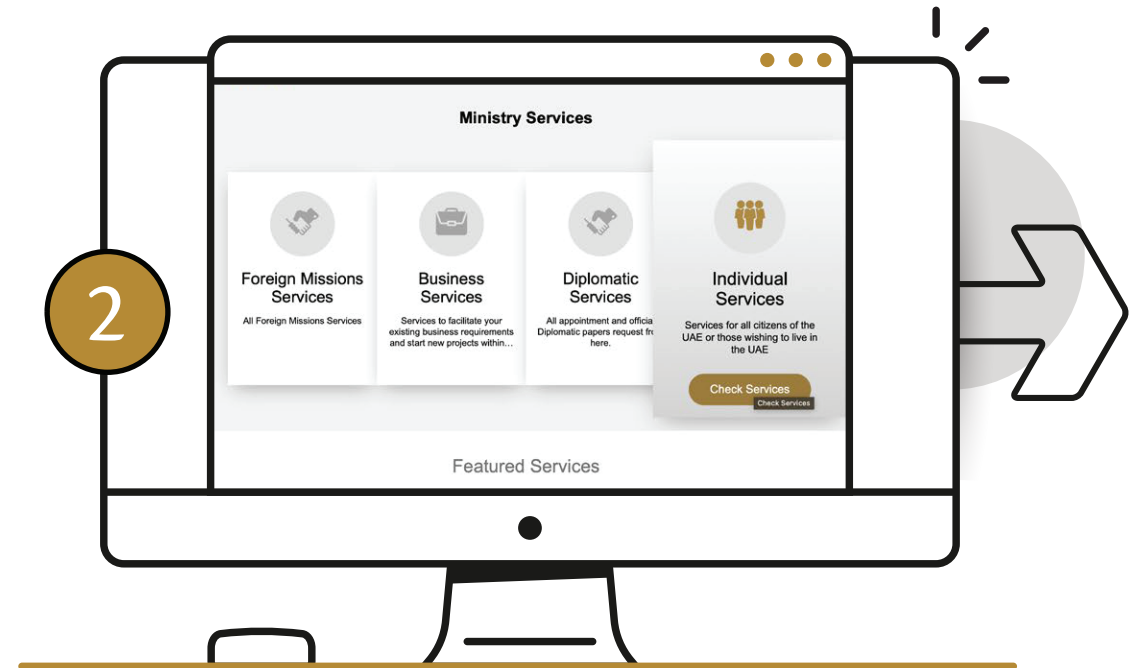 2
Ministry Services
Foreign Missions
Services
All Foreign Missions Services
Business
Services
Services to facilitate your
existing business requirements
and start new projects within...
Diplomatic
Services
All appointment and officia
Diplomatic papers request fr
here.
Individual
Services
Services for all citizens of the
UAE or those wishing to live in
the UAE
Check Services
Check Services
Featured Services